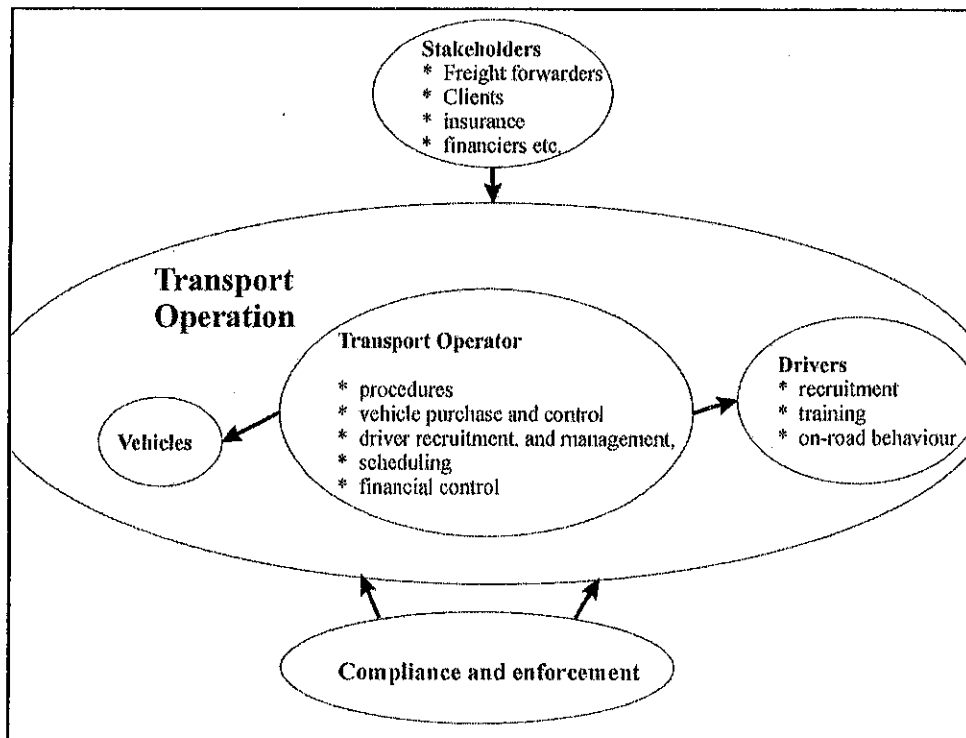 Stakeholders
* Freight forwarders
* Clients
* insurance
* financiers etc.
Transport
Operation
Transport Operator
* procedures
* vehicle purchase and control
* driver recruitment, and management,
* scheduling
* financial control
Drivers
* recruitment
* training
* on-road behaviour
Vehicles
Compliance and enforcement